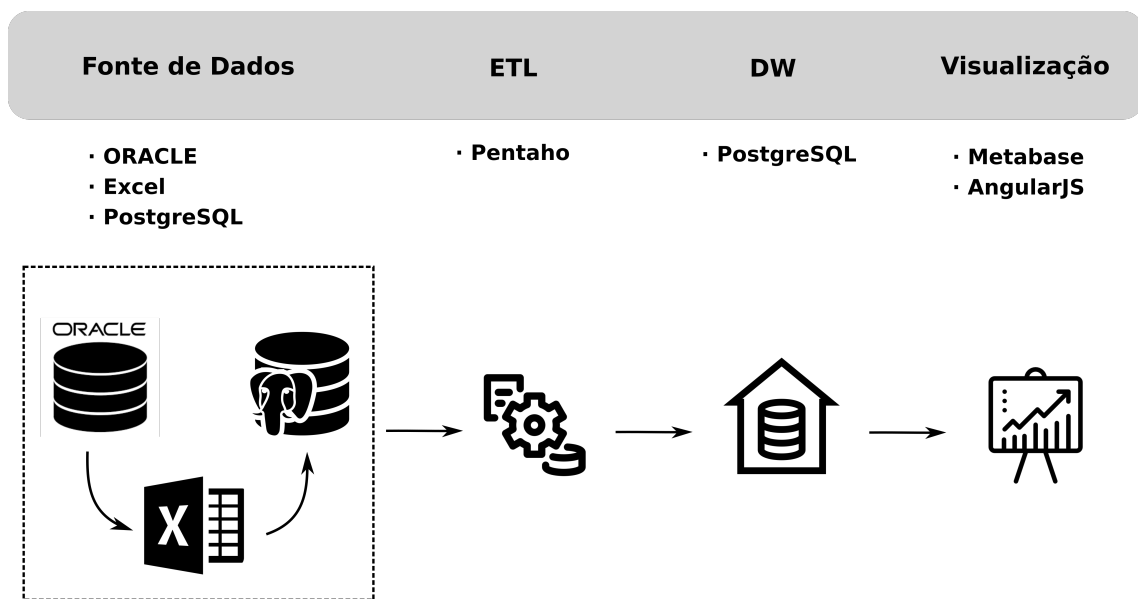 Fonte de Dados
ETL
DW
Visualização
· ORACLE
· Excel
· PostgreSQL
· Pentaho
· PostgreSQL
· Metabase
· AngularJS
ORACLE
X